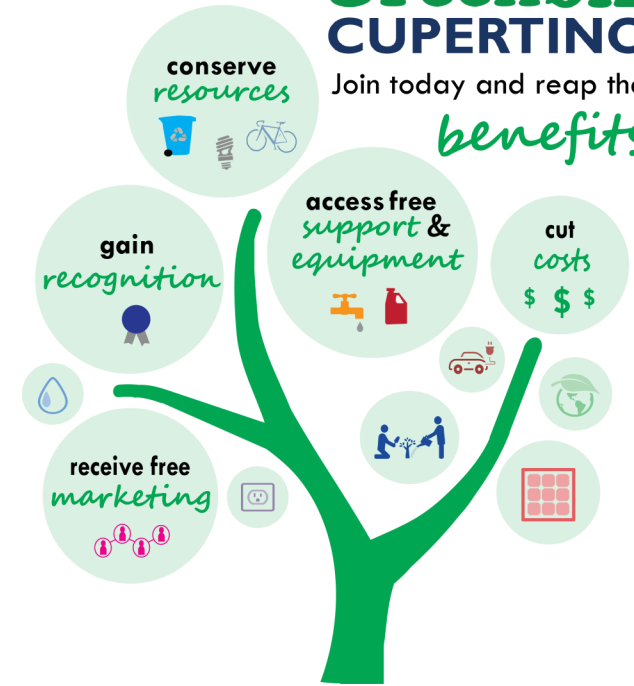 CUPERTINO
Join today and reap the
benefits
conserve
resources
access free
support &
equipment
cut
costs
$ $ $
gain
recognition
receive free
marketing